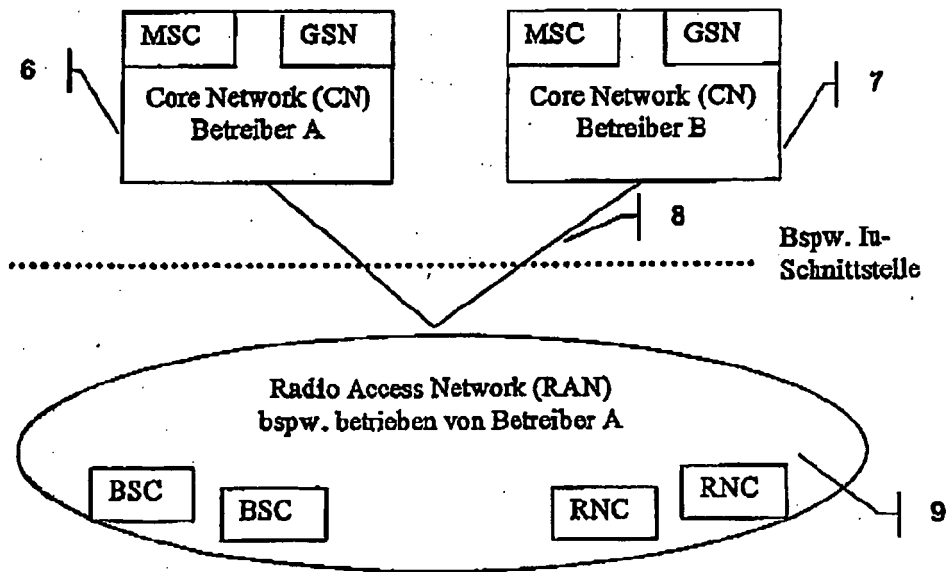 MSC GSN MSC GSN
6 7
Core Network (CN) Core Network (CN)
Betreiber A Betreiber B
8
Bspw. Iu-
Schnittstelle
Radio Access Network (RAN)
bspw. betrieben von Betreiber A
BSC BSC RNC RNC
9